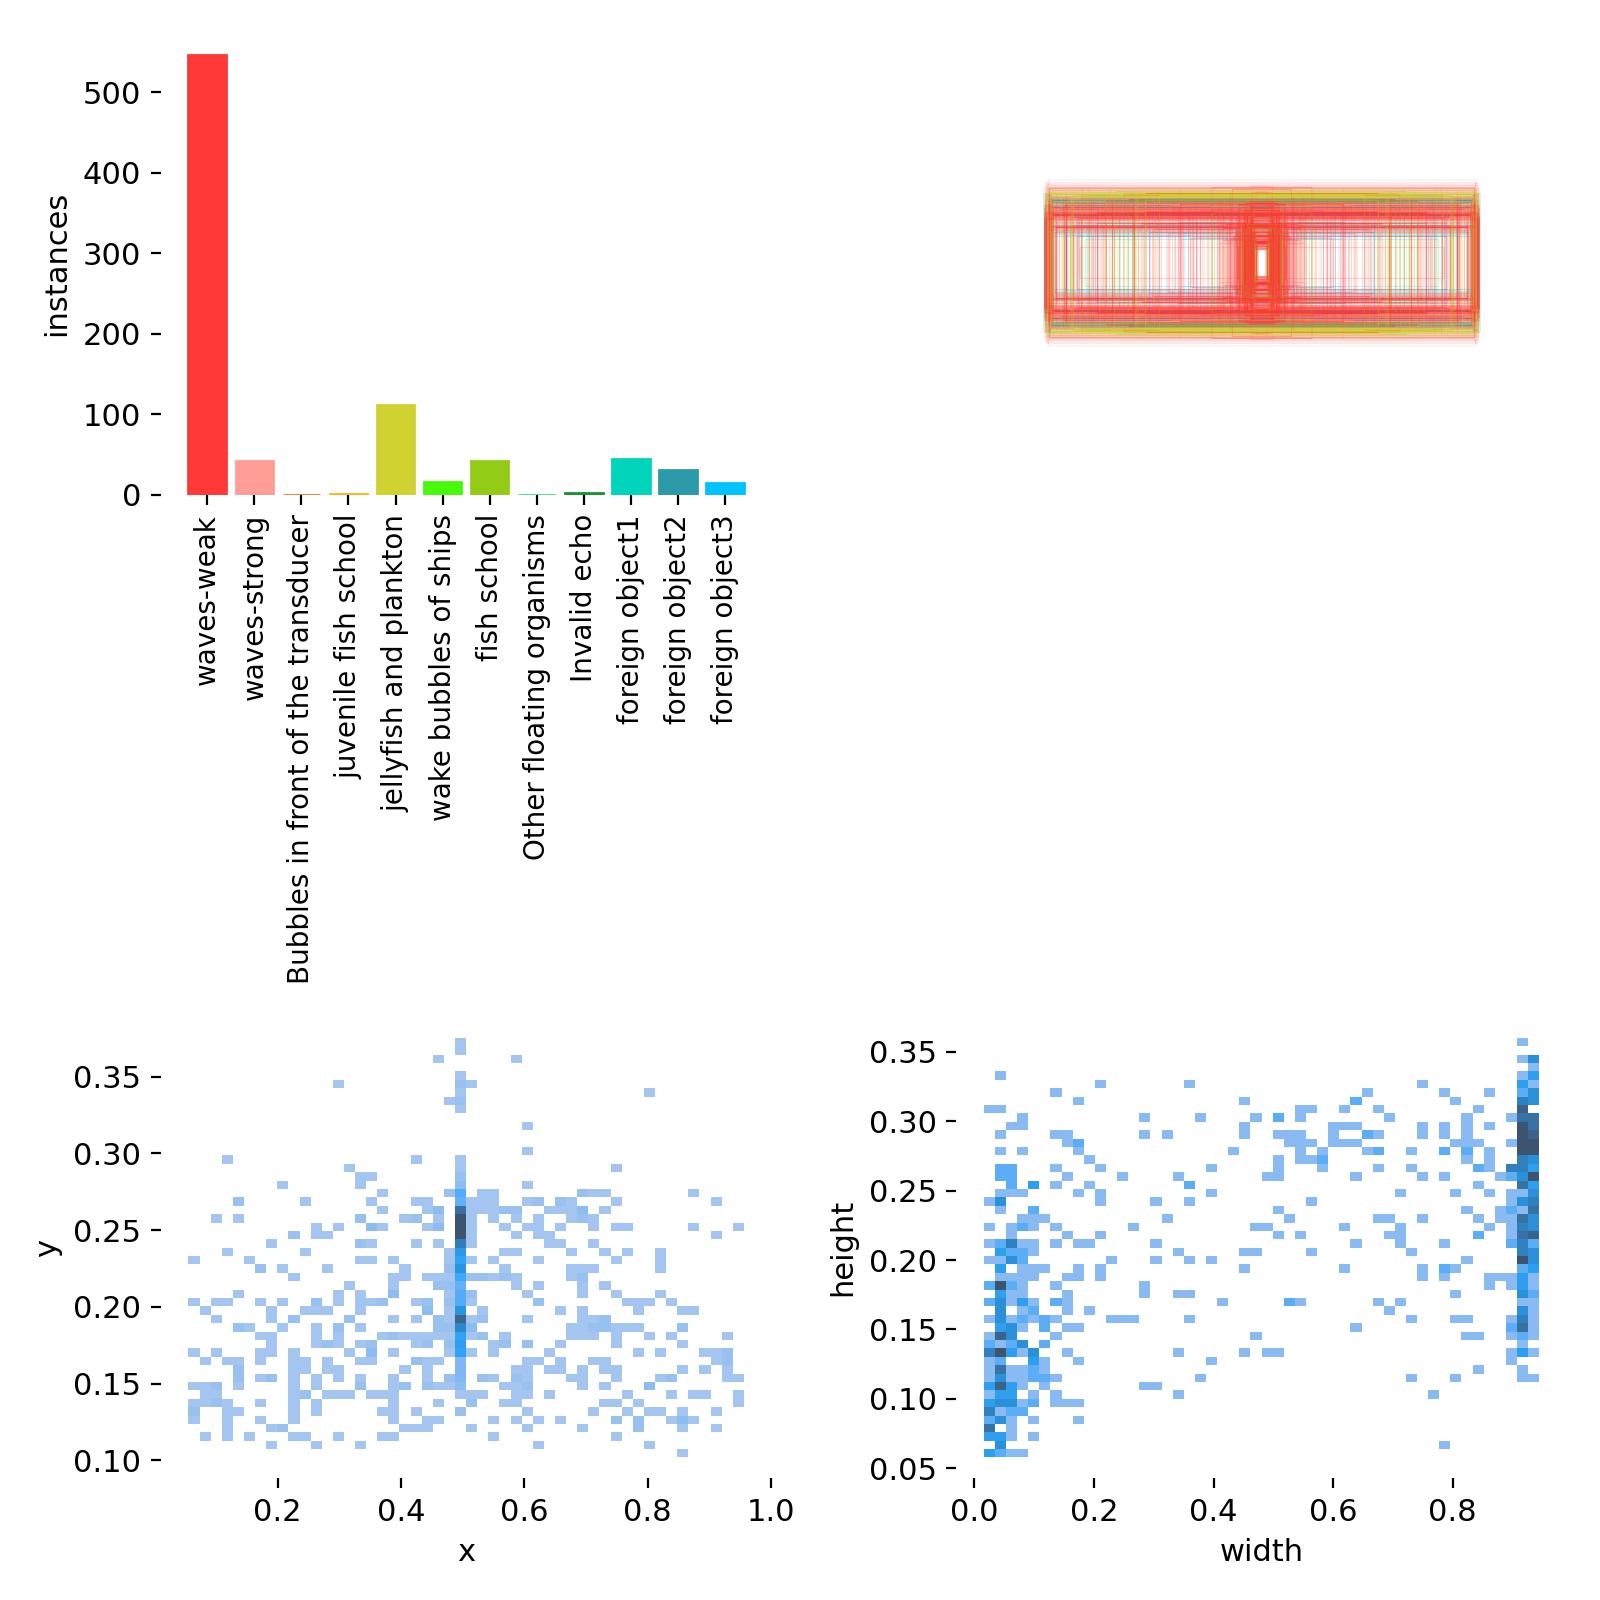 instances
500
400
300
200
100
0
waves-weak
waves-strong
Bubbles in front of the transducer
juvenile fish school
jellyfish and plankton
wake bubbles of ships
fish school
Other floating organisms
Invalid echo
foreign object1
foreign object2
foreign object3
y
0.35
0.30
0.25
0.20
0.15
0.10
0.2 0.4 0.6 0.8 1.0
x
height
0.35
0.30
0.25
0.20
0.15
0.10
0.05
0.0 0.2 0.4 0.6 0.8
width